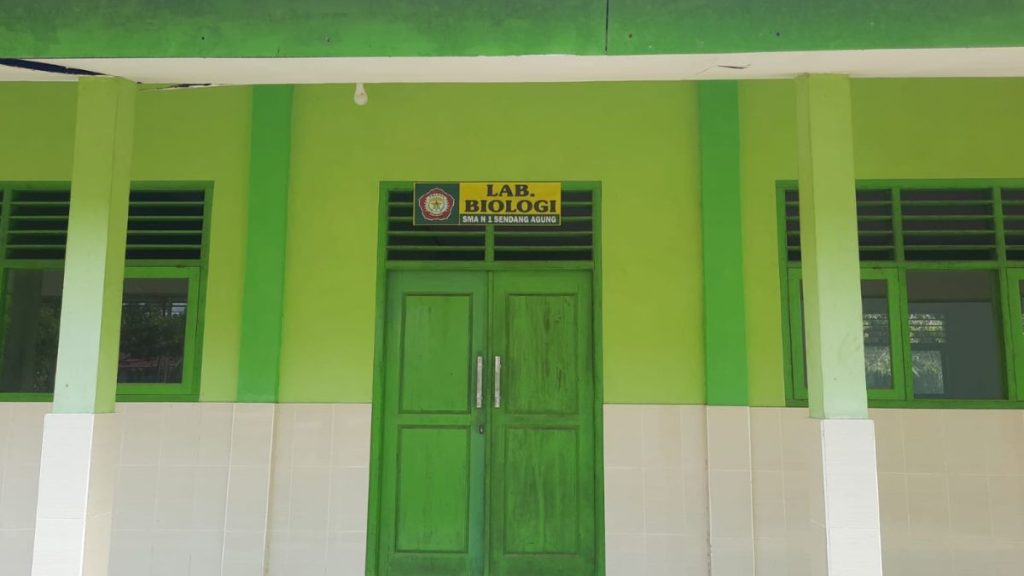 LAB.
BIOLOGI
SMA N 1 SENDANG AGUNG